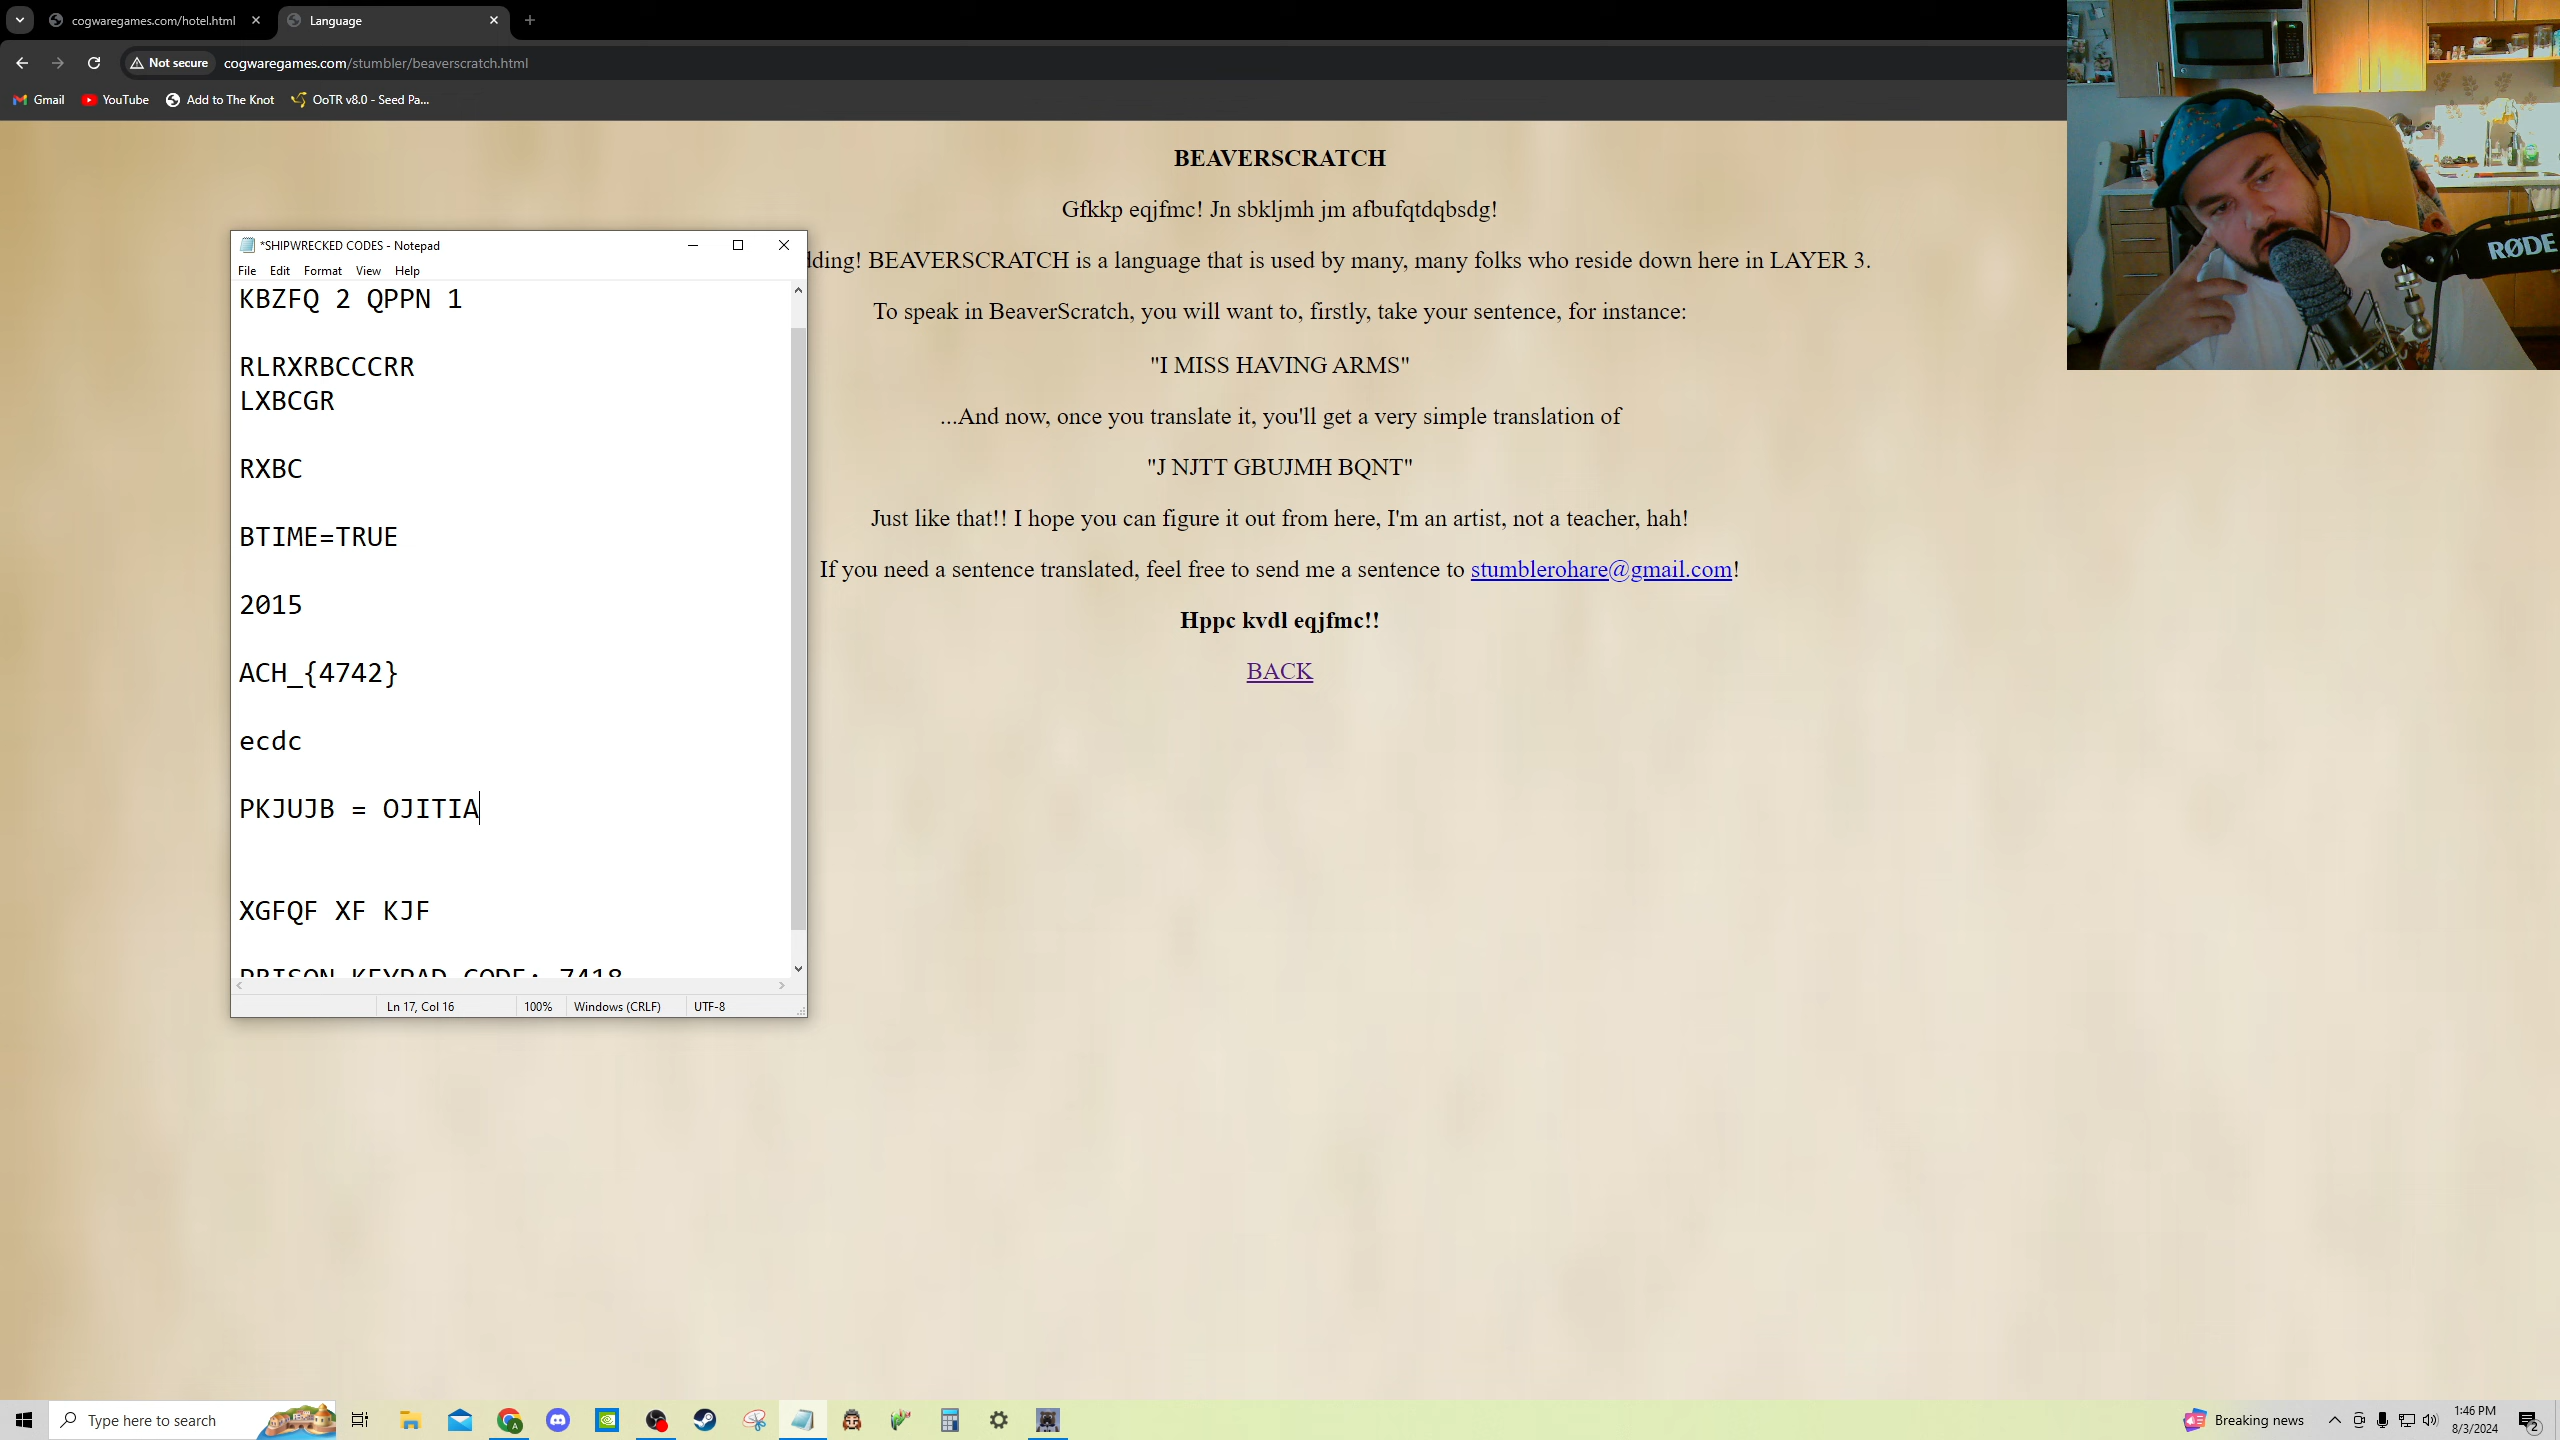 cogwaregames.com/hotel.html
Language
Not secure
cogwaregames.com/stumbler/beaverscratch.html
Gmail
YouTube
Add to The Knot
OoTR v8.0 - Seed Pa...
BEAVERSCRATCH
Gfkkp eqjfmc! Jn sbkljmh jm afbufqtdqbsdg!
dding! BEAVERSCRATCH is a language that is used by many, many folks who reside down here in LAYER 3.
To speak in BeaverScratch, you will want to, firstly, take your sentence, for instance:
"I MISS HAVING ARMS"
...And now, once you translate it, you'll get a very simple translation of
"J NJTT GBUJMH BQNT"
Just like that!! I hope you can figure it out from here, I'm an artist, not a teacher, hah!
If you need a sentence translated, feel free to send me a sentence to stumblerohare@gmail.com!
Hppc kvdl eqjfmc!!
BACK
*SHIPWRECKED CODES - Notepad
File Edit Format View Help
KBZFQ 2 QPPN 1
RLRXRBCCCRR
LXBCGR
RXBC
BTIME=TRUE
2015
ACH_{4742}
ecdc
PKJUJB = OJITIA
XGFQF XF KJF
PRISON KEYPAD CODE: 7418
Ln 17, Col 16
100%
Windows (CRLF)
UTF-8
RØDE
Type here to search
Breaking news
1:46 PM
8/3/2024
2